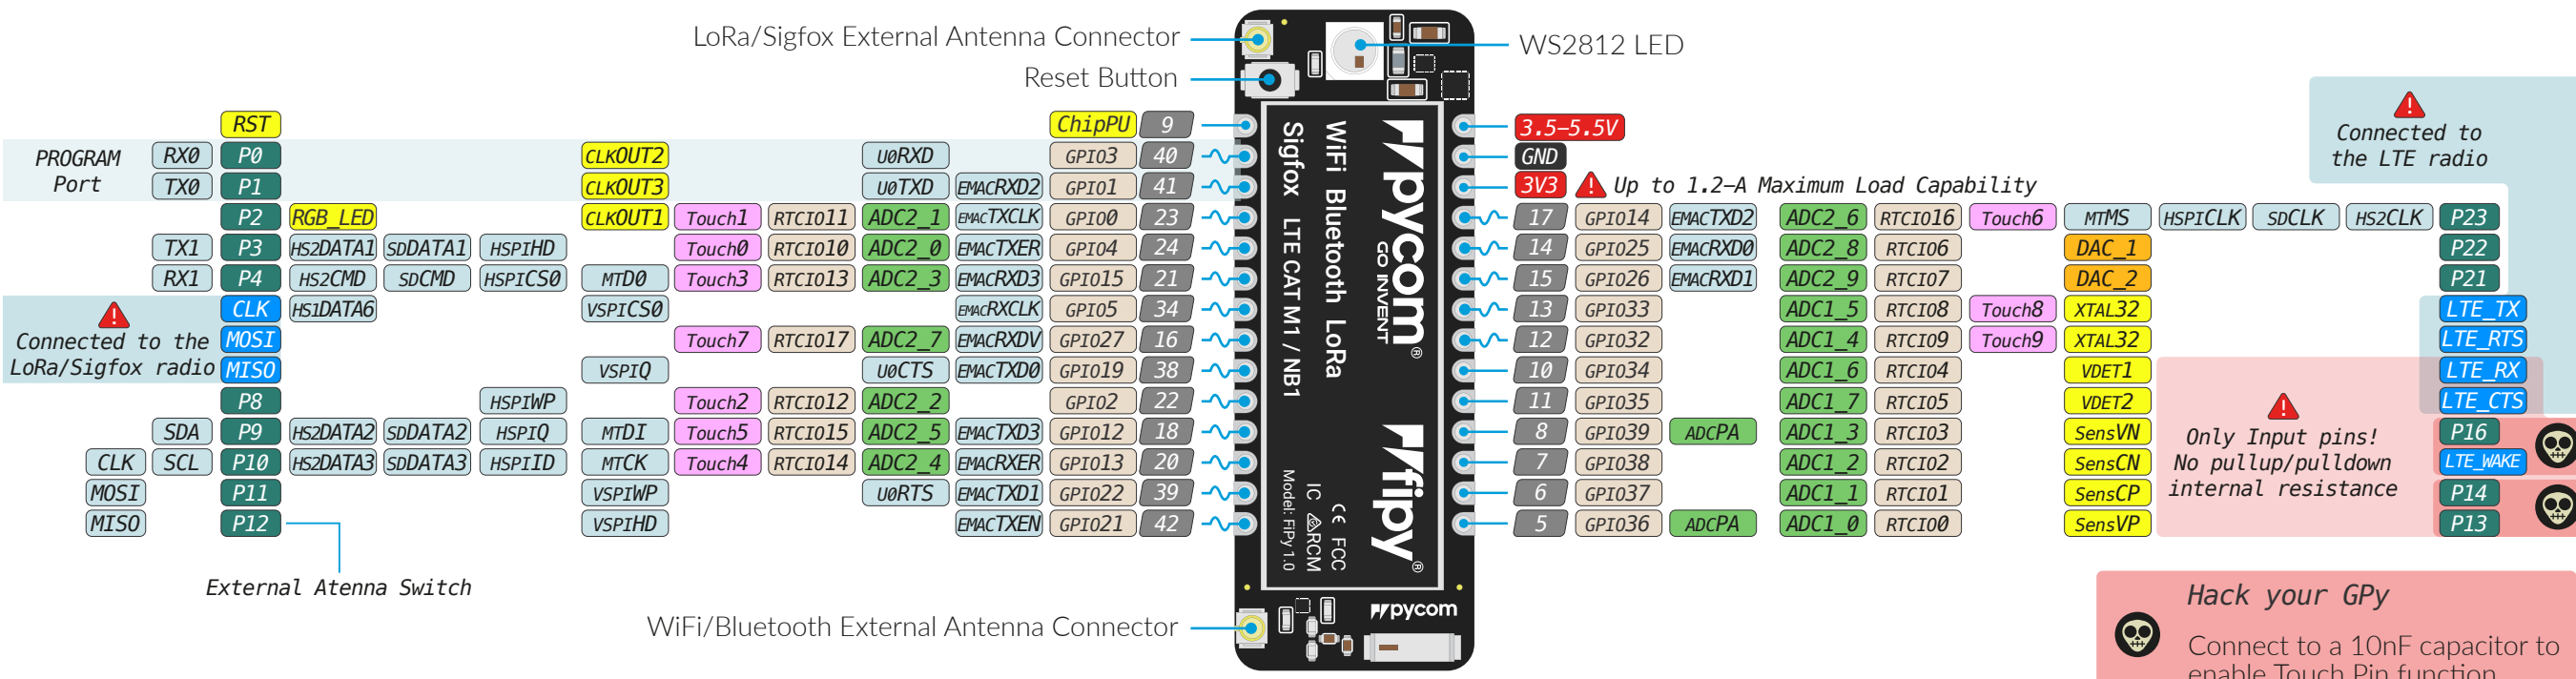 LoRa/Sigfox External Antenna Connector
WS2812 LED
Reset Button
RST ChipPU 9 3.5–5.5V
PROGRAM Port
RX0 P0 CLKOUT2 U0RXD GPIO3 40 GND
TX0 P1 CLKOUT3 U0TXD EMACRXD2 GPIO1 41 3V3 Up to 1.2–A Maximum Load Capability
P2 RGB_LED CLKOUT1 Touch1 RTCIO11 ADC2_1 EMACTXCLK GPIO0 23 17 GPIO14 EMACTXD2 ADC2_6 RTCIO16 Touch6 MTMS HSPICLK SDCLK HS2CLK P23
TX1 P3 HS2DATA1 SDDATA1 HSPIHD Touch0 RTCIO10 ADC2_0 EMACTXER GPIO4 24 14 GPIO25 EMACRXD0 ADC2_8 RTCIO6 DAC_1 P22
RX1 P4 HS2CMD SDCMD HSPICS0 MTDO Touch3 RTCIO13 ADC2_3 EMACRXD3 GPIO15 21 15 GPIO26 EMACRXD1 ADC2_9 RTCIO7 DAC_2 P21
CLK HS1DATA6 VSPICS0 EMACRXCLK GPIO5 34 13 GPIO33 ADC1_5 RTCIO8 Touch8 XTAL32 LTE_TX
MOSI Touch7 RTCIO17 ADC2_7 EMACRXDV GPIO27 16 12 GPIO32 ADC1_4 RTCIO9 Touch9 XTAL32 LTE_RTS
MISO VSPIQ U0CTS EMACTXD0 GPIO19 38 10 GPIO34 ADC1_6 RTCIO4 VDET1 LTE_RX
P8 HSPIWP Touch2 RTCIO12 ADC2_2 GPIO2 22 11 GPIO35 ADC1_7 RTCIO5 VDET2 LTE_CTS
SDA P9 HS2DATA2 SDDATA2 HSPIQ MTDI Touch5 RTCIO15 ADC2_5 EMACTXD3 GPIO12 18 8 GPIO39 ADCPA ADC1_3 RTCIO3 SensVN P16
CLK SCL P10 HS2DATA3 SDDATA3 HSPIID MTCK Touch4 RTCIO14 ADC2_4 EMACRXER GPIO13 20 7 GPIO38 ADC1_2 RTCIO2 SensCN LTE_WAKE
MOSI P11 VSPIWP U0RTS EMACTXD1 GPIO22 39 6 GPIO37 ADC1_1 RTCIO1 SensCP P14
MISO P12 VSPIHD EMACTXEN GPIO21 42 5 GPIO36 ADCPA ADC1_0 RTCIO0 SensVP P13
Connected to the
LoRa/Sigfox radio
External Atenna Switch
WiFi/Bluetooth External Antenna Connector
pycom®
GO INVENT
WiFi Bluetooth LoRa
Sigfox LTE CAT M1 / NB1
fipy®
CE FCC
IC RCM
Model: FiPy 1.0
pycom
Connected to
the LTE radio
Only Input pins!
No pullup/pulldown
internal resistance
Hack your GPy
Connect to a 10nF capacitor to
enable Touch Pin function